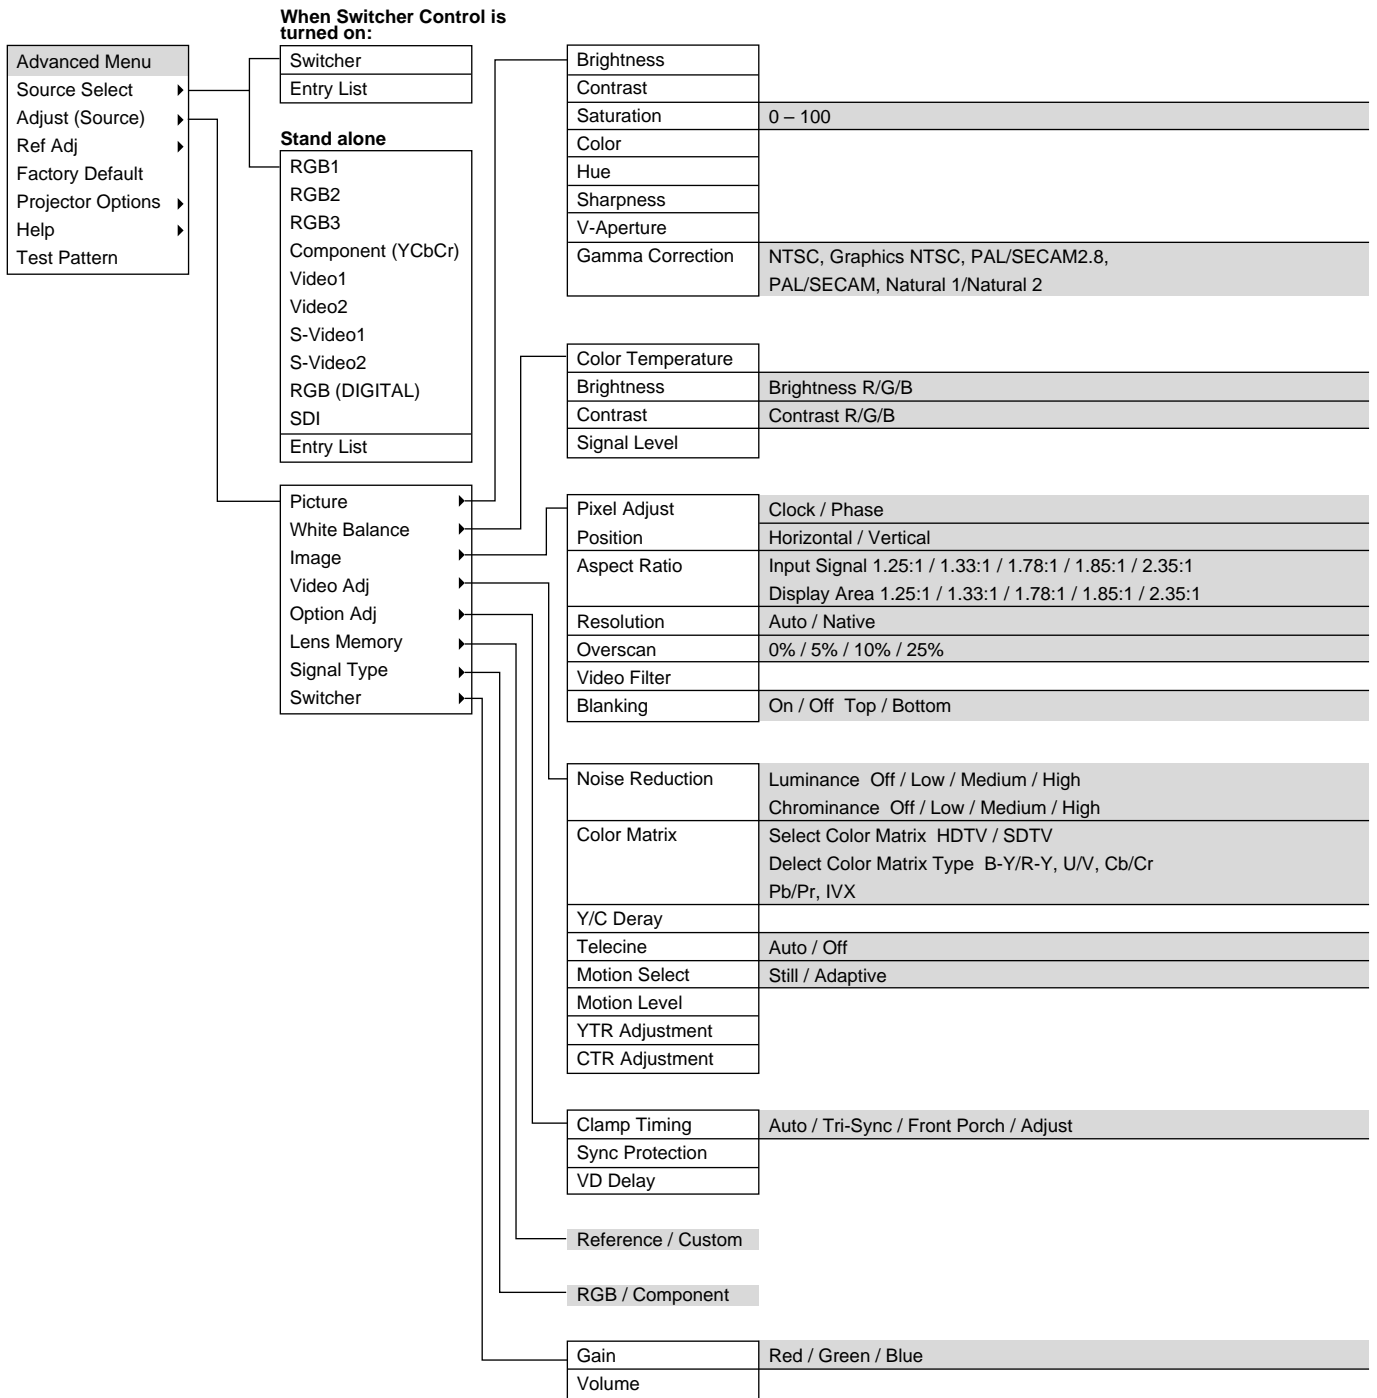 When Switcher Control is
turned on:
Advanced Menu
Source Select
Adjust (Source)
Ref Adj
Factory Default
Projector Options
Help
Test Pattern
Switcher
Entry List
Stand alone
RGB1
RGB2
RGB3
Component (YCbCr)
Video1
Video2
S-Video1
S-Video2
RGB (DIGITAL)
SDI
Entry List
Picture
White Balance
Image
Video Adj
Option Adj
Lens Memory
Signal Type
Switcher
Brightness
Contrast
Saturation 0 – 100
Color
Hue
Sharpness
V-Aperture
Gamma Correction NTSC, Graphics NTSC, PAL/SECAM2.8,
PAL/SECAM, Natural 1/Natural 2
Color Temperature
Brightness Brightness R/G/B
Contrast Contrast R/G/B
Signal Level
Pixel Adjust Clock / Phase
Position Horizontal / Vertical
Aspect Ratio Input Signal 1.25:1 / 1.33:1 / 1.78:1 / 1.85:1 / 2.35:1
Display Area 1.25:1 / 1.33:1 / 1.78:1 / 1.85:1 / 2.35:1
Resolution Auto / Native
Overscan 0% / 5% / 10% / 25%
Video Filter
Blanking On / Off Top / Bottom
Noise Reduction Luminance Off / Low / Medium / High
Chrominance Off / Low / Medium / High
Color Matrix Select Color Matrix HDTV / SDTV
Delect Color Matrix Type B-Y/R-Y, U/V, Cb/Cr
Pb/Pr, IVX
Y/C Deray
Telecine Auto / Off
Motion Select Still / Adaptive
Motion Level
YTR Adjustment
CTR Adjustment
Clamp Timing Auto / Tri-Sync / Front Porch / Adjust
Sync Protection
VD Delay
Reference / Custom
RGB / Component
Gain Red / Green / Blue
Volume